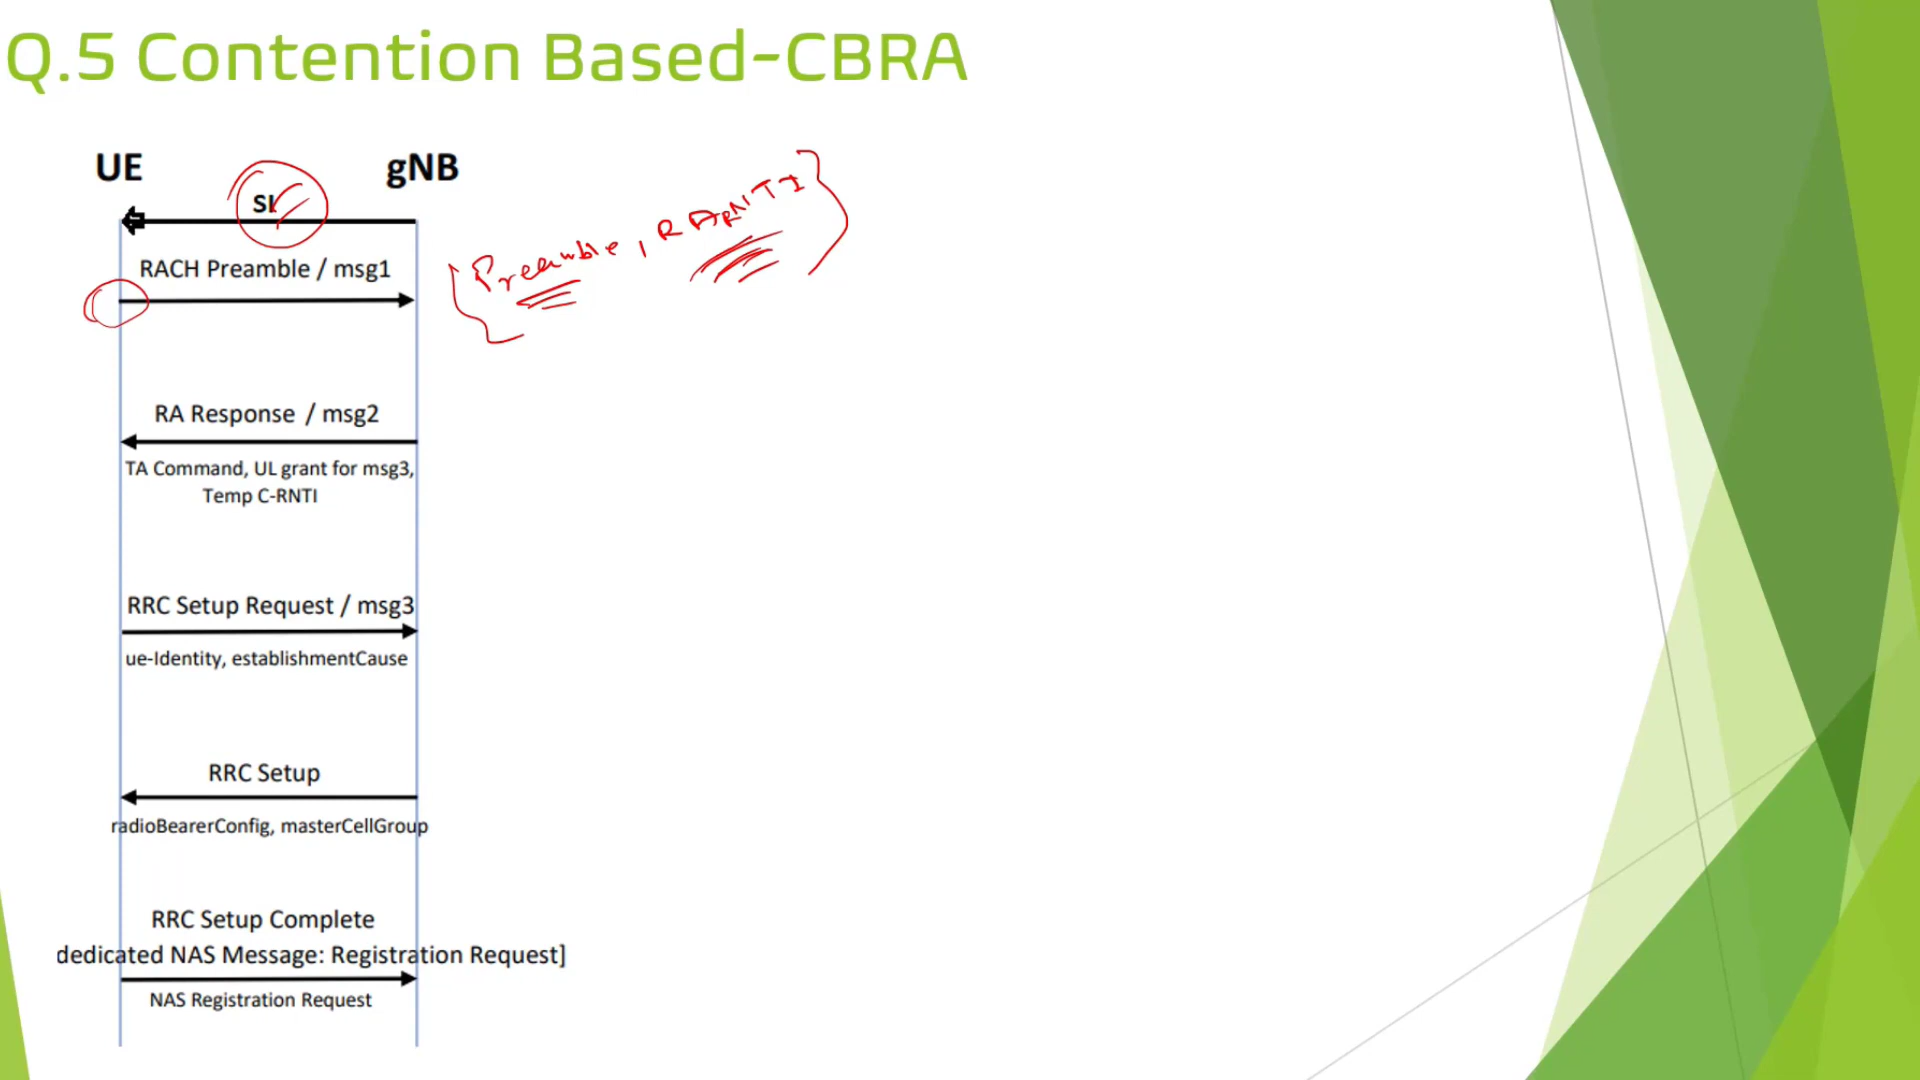 Q.5 Contention Based-CBRA
UE
gNB
SI
RACH Preamble / msg1
Preamble, RA RNTI
RA Response / msg2
TA Command, UL grant for msg3,
Temp C-RNTI
RRC Setup Request / msg3
ue-Identity, establishmentCause
RRC Setup
radioBearerConfig, masterCellGroup
RRC Setup Complete
dedicated NAS Message: Registration Request]
NAS Registration Request